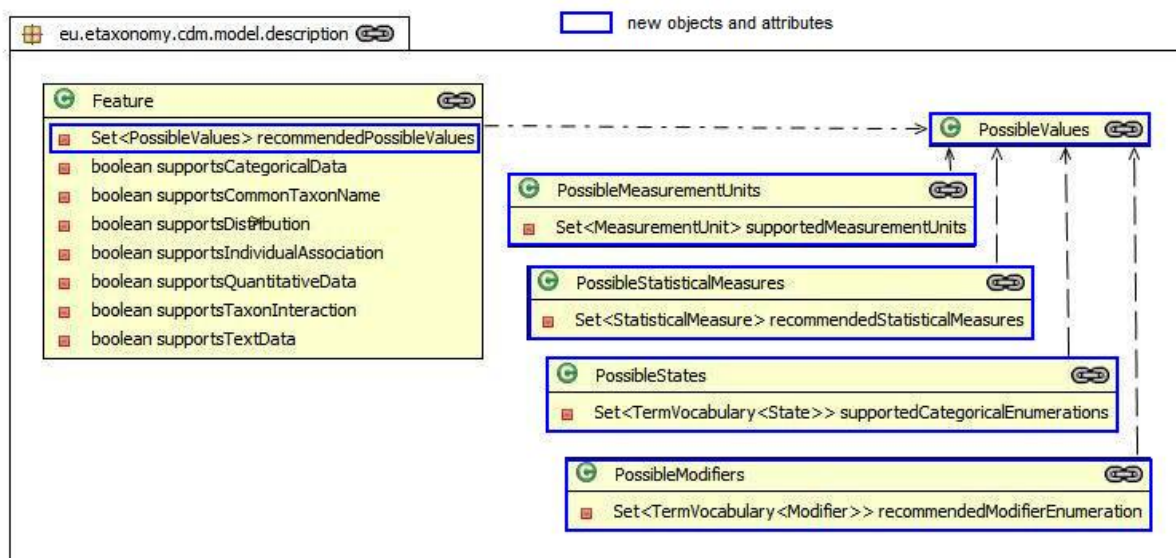 new objects and attributes
eu.etaxonomy.cdm.model.description
Feature
Set<PossibleValues> recommendedPossibleValues
boolean supportsCategoricalData
boolean supportsCommonTaxonName
boolean supportsDistribution
boolean supportsIndividualAssociation
boolean supportsQuantitativeData
boolean supportsTaxonInteraction
boolean supportsTextData
PossibleValues
PossibleMeasurementUnits
Set<MeasurementUnit> supportedMeasurementUnits
PossibleStatisticalMeasures
Set<StatisticalMeasure> recommendedStatisticalMeasures
PossibleStates
Set<TermVocabulary<State>> supportedCategoricalEnumerations
PossibleModifiers
Set<TermVocabulary<Modifier>> recommendedModifierEnumeration